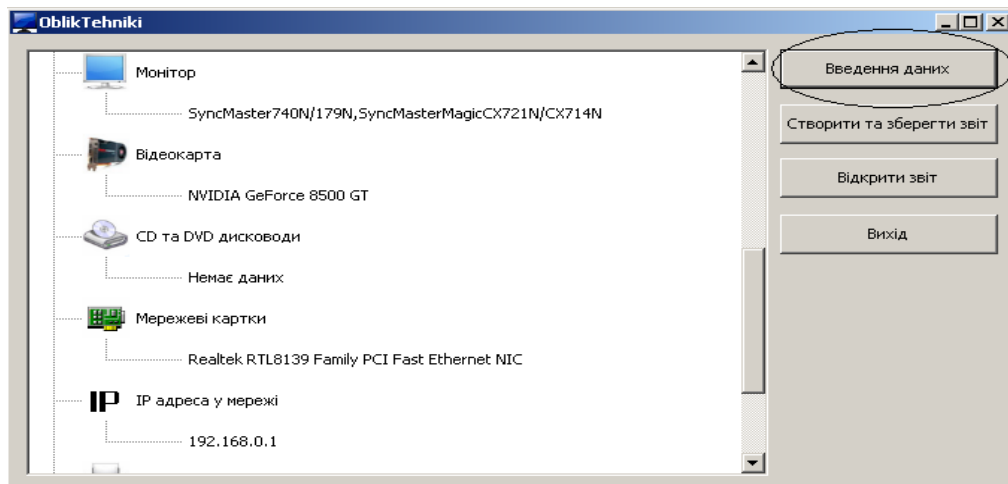 OblikTehniki
Монітор
SyncMaster740N/179N,SyncMasterMagicCX721N/CX714N
Відеокарта
NVIDIA GeForce 8500 GT
CD та DVD дисководи
Немає даних
Мережеві картки
Realtek RTL8139 Family PCI Fast Ethernet NIC
IP
IP адреса у мережі
192.168.0.1
Введення даних
Створити та зберегти звіт
Відкрити звіт
Вихід